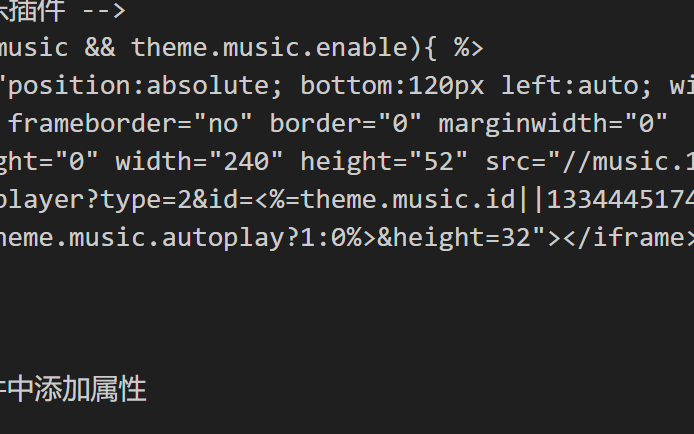 插件 -->
music && theme.music.enable){ %>
"position:absolute; bottom:120px left:auto; wi
frameborder="no" border="0" marginwidth="0"
ght="0" width="240" height="52" src="//music.1
player?type=2&id=<%=theme.music.id||1334445174
heme.music.autoplay?1:0%>&height=32"></iframe>
中添加属性